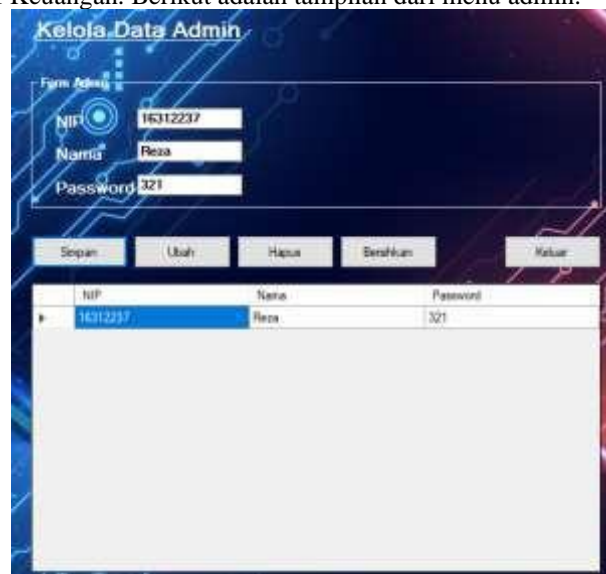 Keuangan. Berikut adalah tampilan dari menu admin.
Kelola Data Admin
Form Admin
NIP 16312237
Nama Reza
Password 321
Simpan Ubah Hapus Bersihkan Keluar
NIP Nama Password
16312237 Reza 321